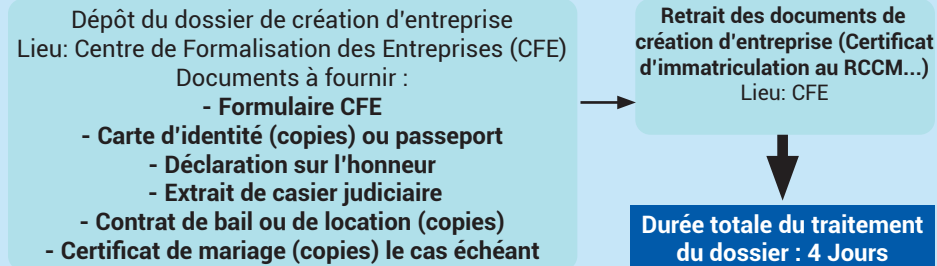 Dépôt du dossier de création d'entreprise
Lieu: Centre de Formalisation des Entreprises (CFE)
Documents à fournir :
- Formulaire CFE
- Carte d'identité (copies) ou passeport
- Déclaration sur l'honneur
- Extrait de casier judiciaire
- Contrat de bail ou de location (copies)
- Certificat de mariage (copies) le cas échéant
Retrait des documents de
création d'entreprise (Certificat
d'immatriculation au RCCM...)
Lieu: CFE
Durée totale du traitement
du dossier : 4 Jours